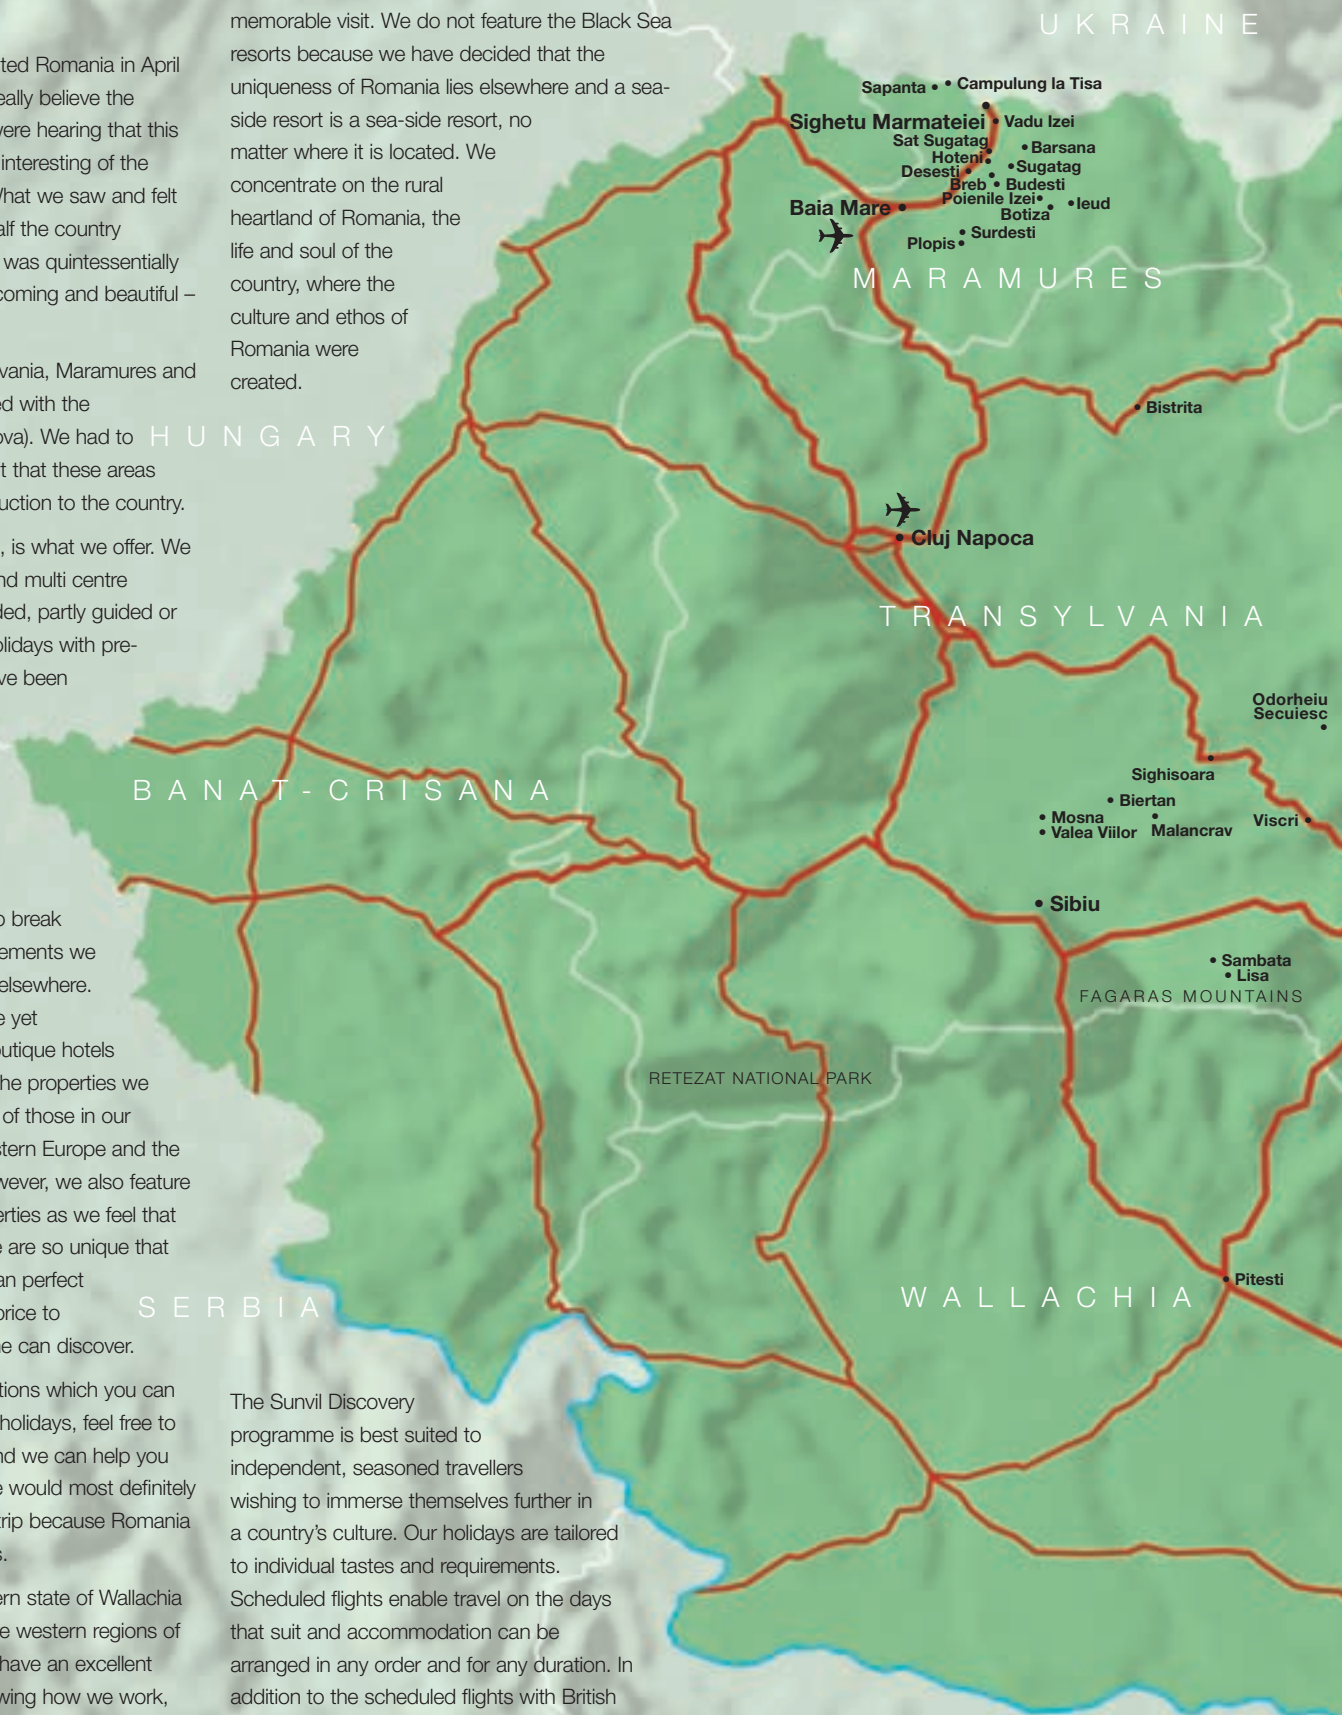 ted Romania in April
eally believe the
vere hearing that this
interesting of the
Vhat we saw and felt
alf the country
was quintessentially
coming and beautiful –
vania, Maramures and
ed with the
ova). We had to
t that these areas
uction to the country.
, is what we offer. We
nd multi centre
ded, partly guided or
olidays with pre-
ve been
o break
ements we
elsewhere.
e yet
outique hotels
he properties we
of those in our
stern Europe and the
wever, we also feature
erties as we feel that
e are so unique that
an perfect
price to
ne can discover.
tions which you can
holidays, feel free to
nd we can help you
e would most definitely
trip because Romania
s.
ern state of Wallachia
e western regions of
have an excellent
wing how we work,
memorable visit. We do not feature the Black Sea
resorts because we have decided that the
uniqueness of Romania lies elsewhere and a sea-
side resort is a sea-side resort, no
matter where it is located. We
concentrate on the rural
heartland of Romania, the
life and soul of the
country, where the
culture and ethos of
Romania were
created.
The Sunvil Discovery
programme is best suited to
independent, seasoned travellers
wishing to immerse themselves further in
a country's culture. Our holidays are tailored
to individual tastes and requirements.
Scheduled flights enable travel on the days
that suit and accommodation can be
arranged in any order and for any duration. In
addition to the scheduled flights with British
UKRAINE
Sapanta
Campulung la Tisa
Sighetu Marmateiei
Vadu Izei
Sat Sugatag
Barsana
Hoteni
Sugatag
Desesti
Breb
Budesti
Poienile Izei
Ieud
Botiza
Baia Mare
Surdesti
Plopis
MARAMURES
Bistrita
HUNGARY
Cluj Napoca
TRANSYLVANIA
Odorheiu
Secuiesc
Sighisoara
BANAT-CRISANA
Biertan
Mosna
Valea Viilor
Malancrav
Viscri
Sibiu
Sambata
Lisa
FAGARAS MOUNTAINS
RETEZAT NATIONAL PARK
Pitesti
WALLACHIA
SERBIA